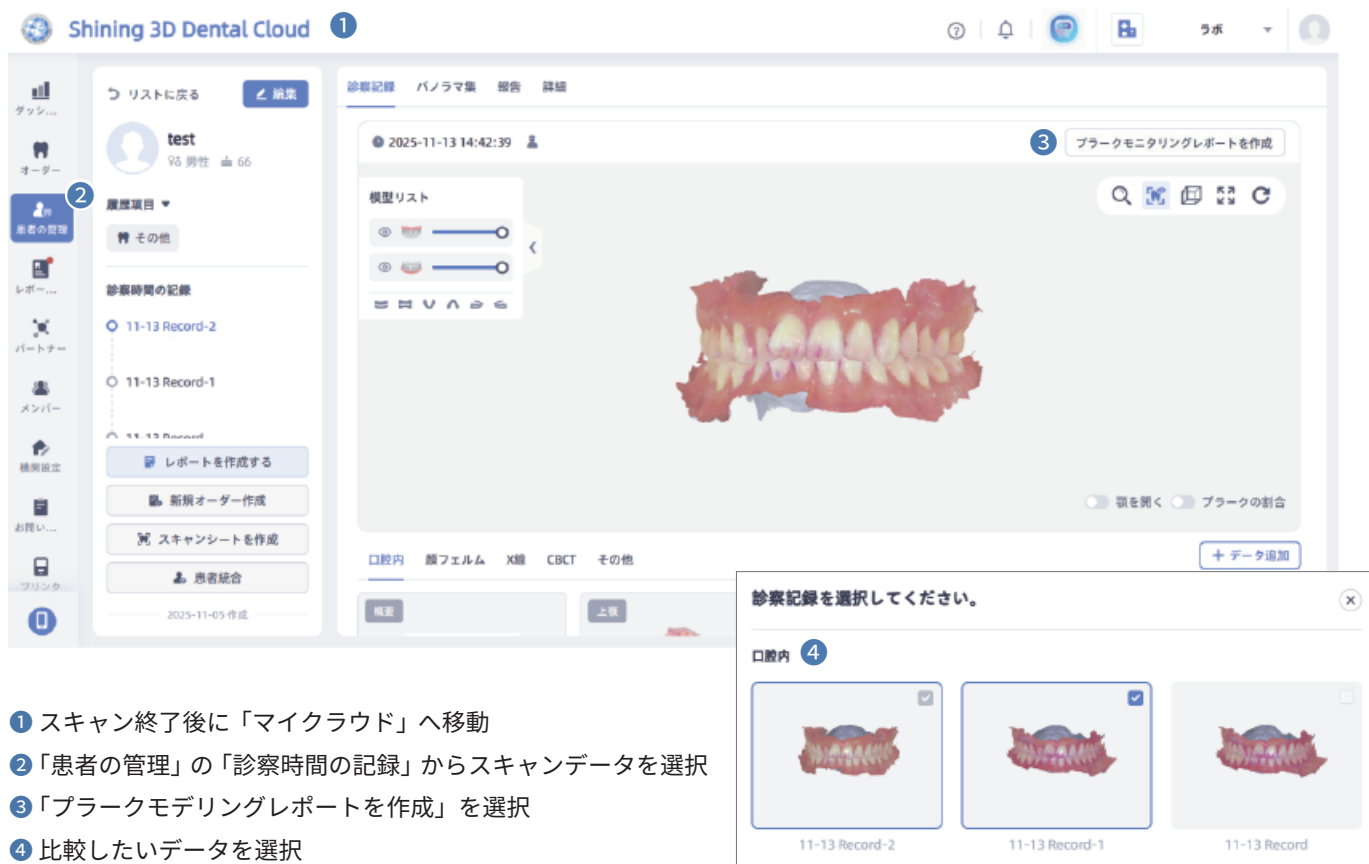 Shining 3D Dental Cloud
1
ラボ
ダッシ...
オーダー
2
患者の管理
レポー...
パートナー
メンバー
機関設定
お問い...
プリンタ
リストに戻る
編集
test
男性 66
履歴項目
その他
診察時間の記録
11-13 Record-2
11-13 Record-1
11-13 Record
レポートを作成する
新規オーダー作成
スキャンシートを作成
患者統合
2025-11-05 作成
診察記録 パノラマ集 報告 詳細
2025-11-13 14:42:39
3
プラークモニタリングレポートを作成
模型リスト
顎を開く プラークの割合
口腔内 顔フェルム X線 CBCT その他
+ データ追加
概要
上顎
診察記録を選択してください。
口腔内 4
11-13 Record-2
11-13 Record-1
11-13 Record
1 スキャン終了後に「マイクラウド」へ移動
2「患者の管理」の「診察時間の記録」からスキャンデータを選択
3「プラークモデリングレポートを作成」を選択
4 比較したいデータを選択